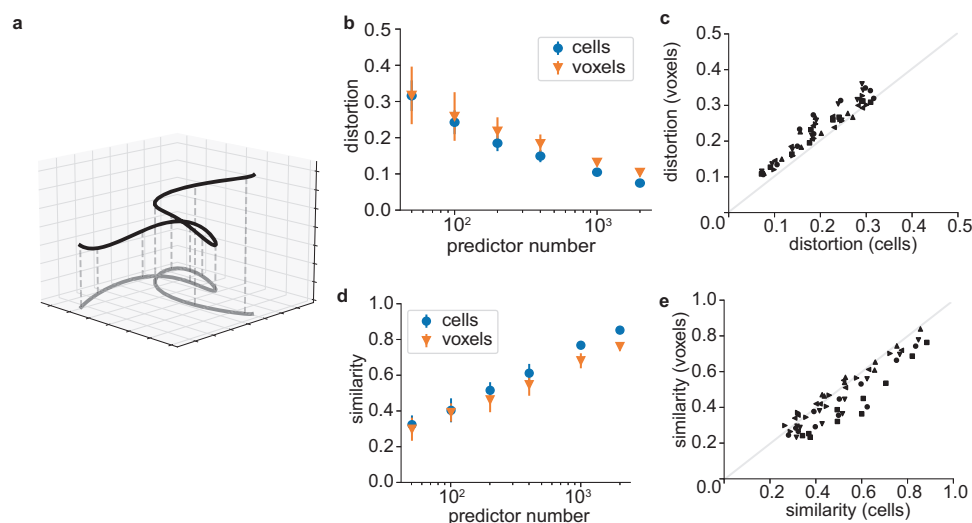 a
b
0.5
0.4
0.3
0.2
0.1
0.0
distortion
cells
voxels
10²
10³
predictor number
c
0.5
0.4
0.3
0.2
0.1
0.0
distortion (voxels)
0.1
0.2
0.3
0.4
0.5
distortion (cells)
d
1.0
0.8
0.6
0.4
0.2
0.0
similarity
cells
voxels
10²
10³
predictor number
e
1.0
0.8
0.6
0.4
0.2
0.0
similarity (voxels)
0.2
0.4
0.6
0.8
1.0
similarity (cells)